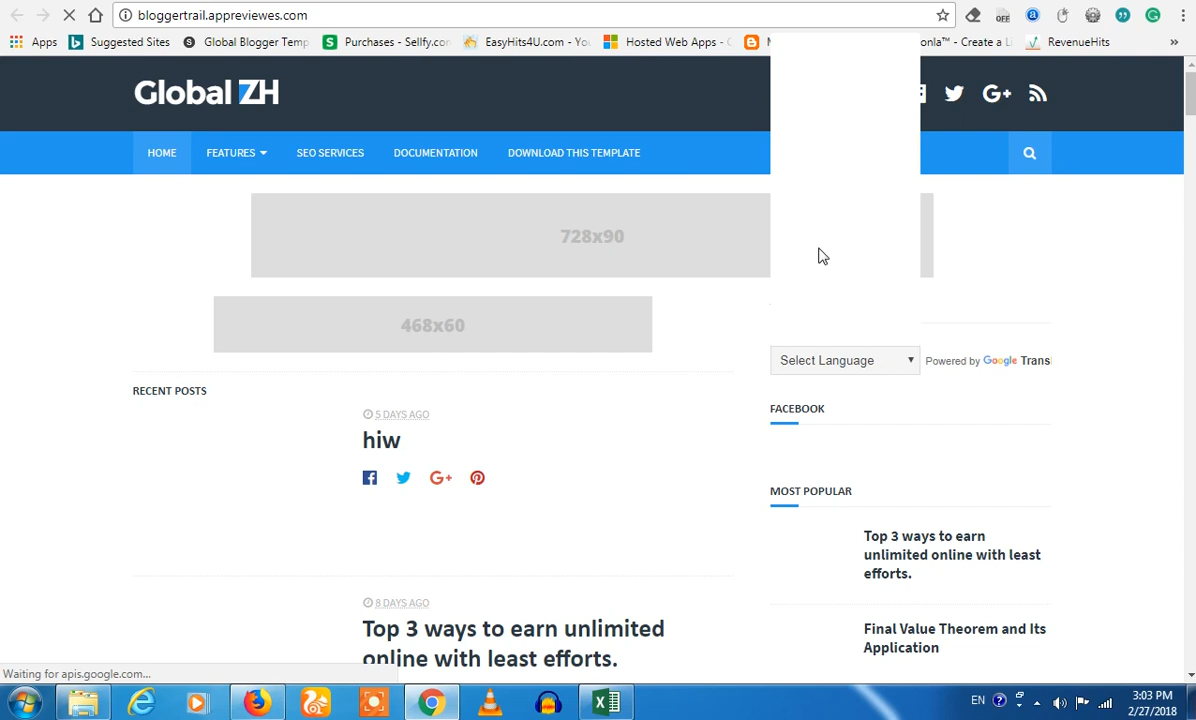 bloggertrail.appreviewes.com
OFF
Apps
Suggested Sites
Global Blogger Temp
Purchases - Sellfy.co
EasyHits4U.com - Yo
Hosted Web Apps - C
onla™ - Create a L
RevenueHits
»
Global ZH
G+
HOME
FEATURES
SEO SERVICES
DOCUMENTATION
DOWNLOAD THIS TEMPLATE
728x90
468x60
Select Language
Powered by Google Transl
RECENT POSTS
FACEBOOK
5 DAYS AGO
hiw
G+
MOST POPULAR
Top 3 ways to earn
unlimited online with least
efforts.
8 DAYS AGO
Top 3 ways to earn unlimited
online with least efforts.
Final Value Theorem and Its
Application
Waiting for apis.google.com...
EN
3:03 PM
2/27/2018